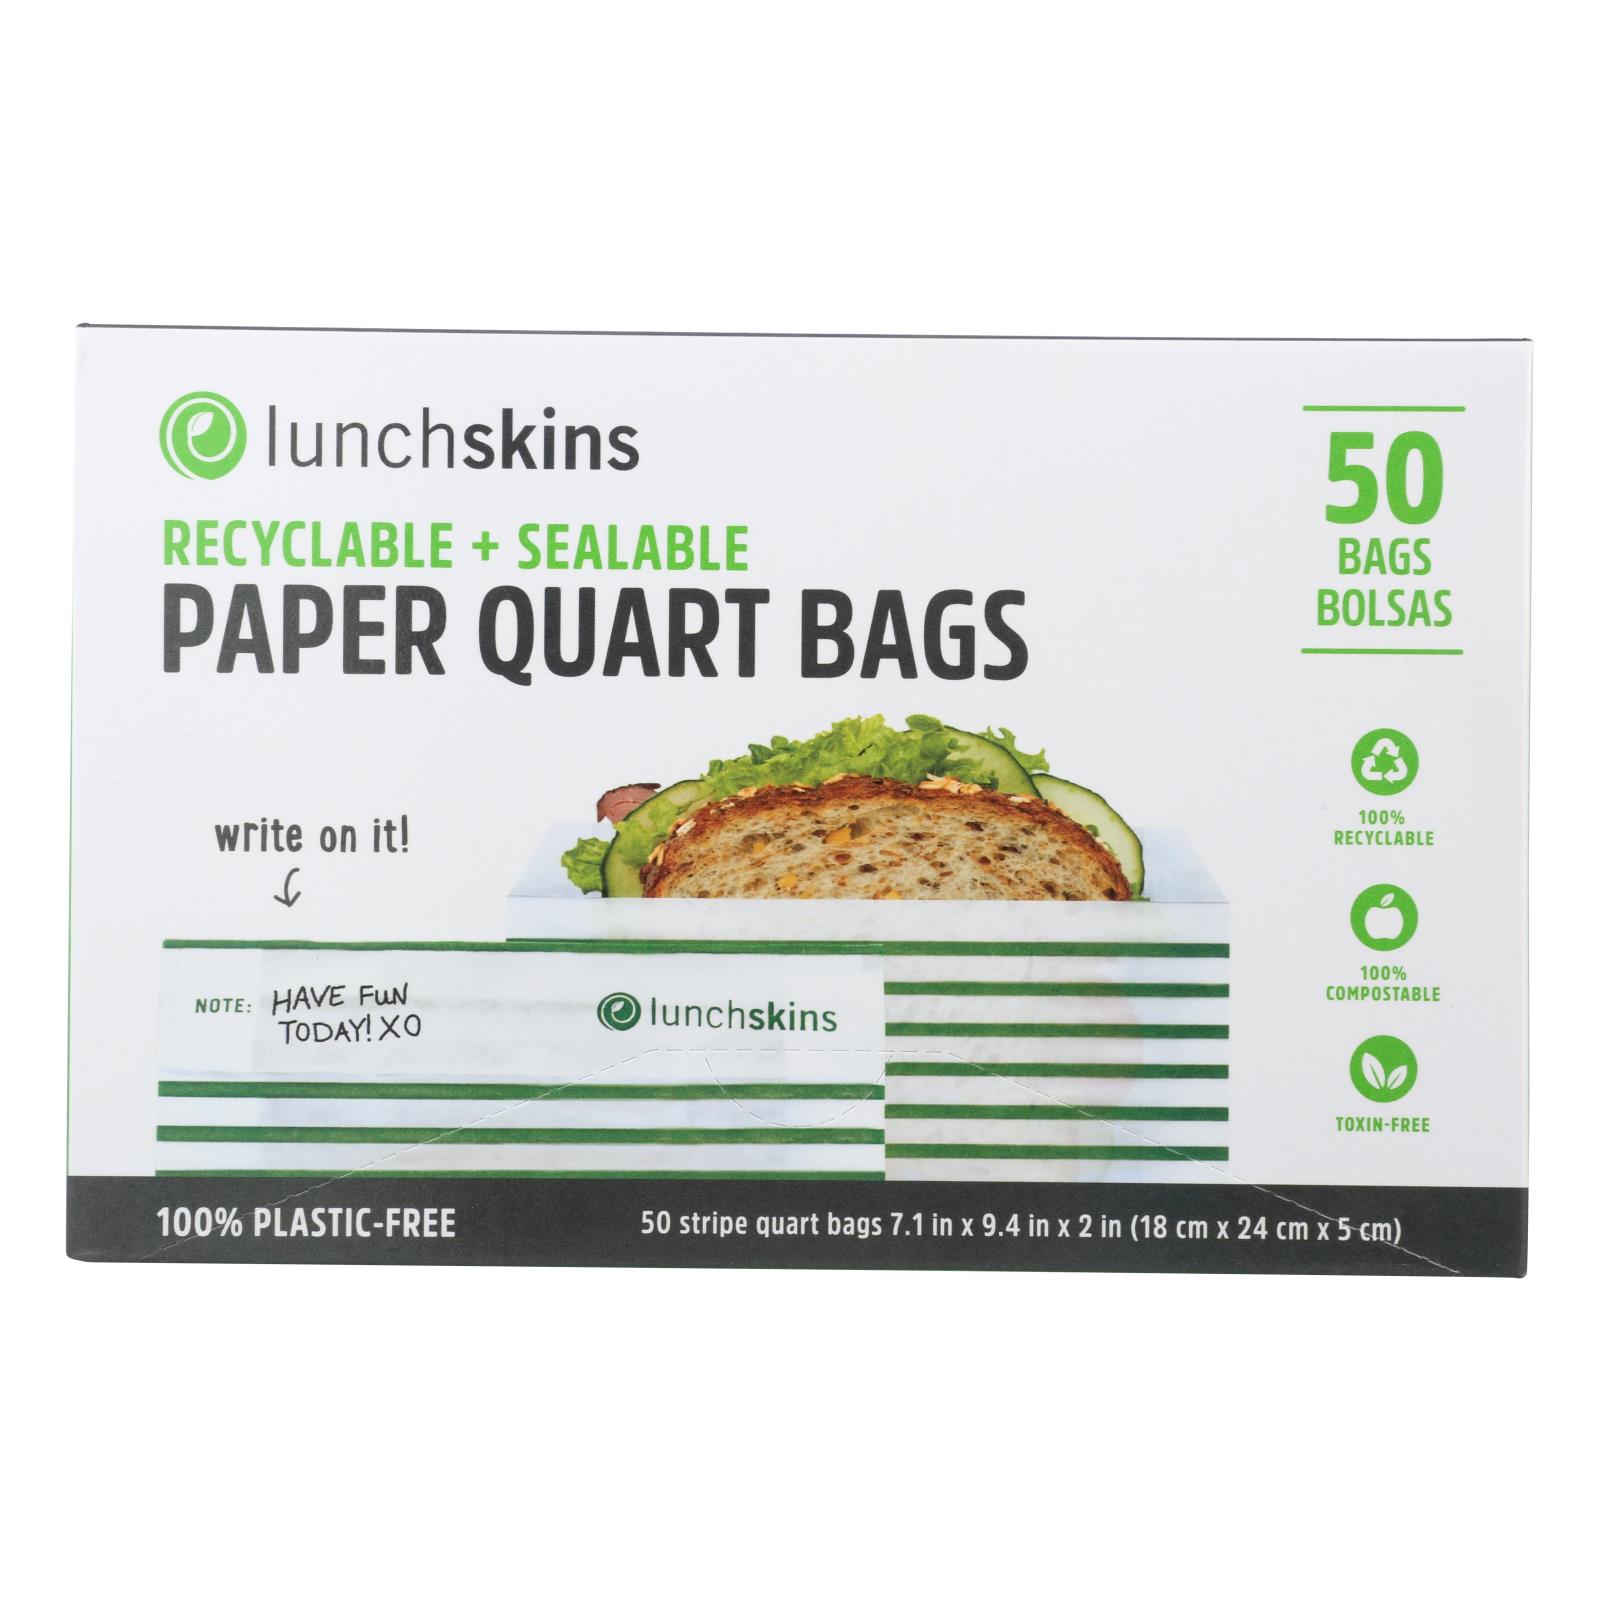 lunchskins
RECYCLABLE + SEALABLE
PAPER QUART BAGS
50
BAGS
BOLSAS
write on it!
NOTE: HAVE FUN
TODAY! XO
lunchskins
100%
RECYCLABLE
100%
COMPOSTABLE
TOXIN-FREE
100% PLASTIC-FREE
50 stripe quart bags 7.1 in x 9.4 in x 2 in (18 cm x 24 cm x 5 cm)